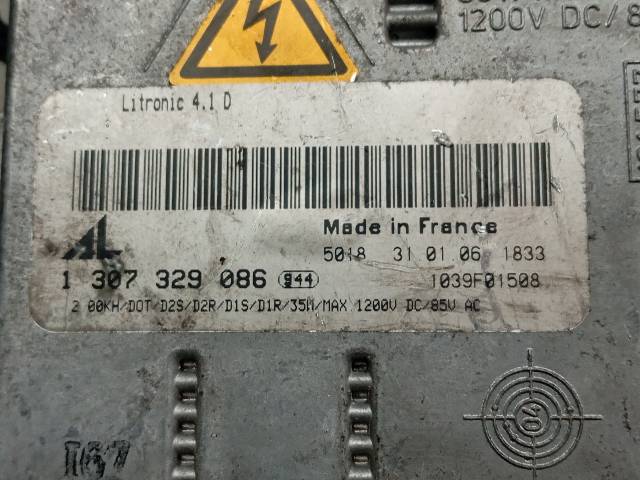 1200V DC/8
Litronic 4.1 D
AL
Made in France
5018 31 01 06 1833
1 307 329 086 944
1039F01508
2 00KH/DOT/D2S/D2R/D1S/D1R/35W/MAX 1200V DC/85V AC
04